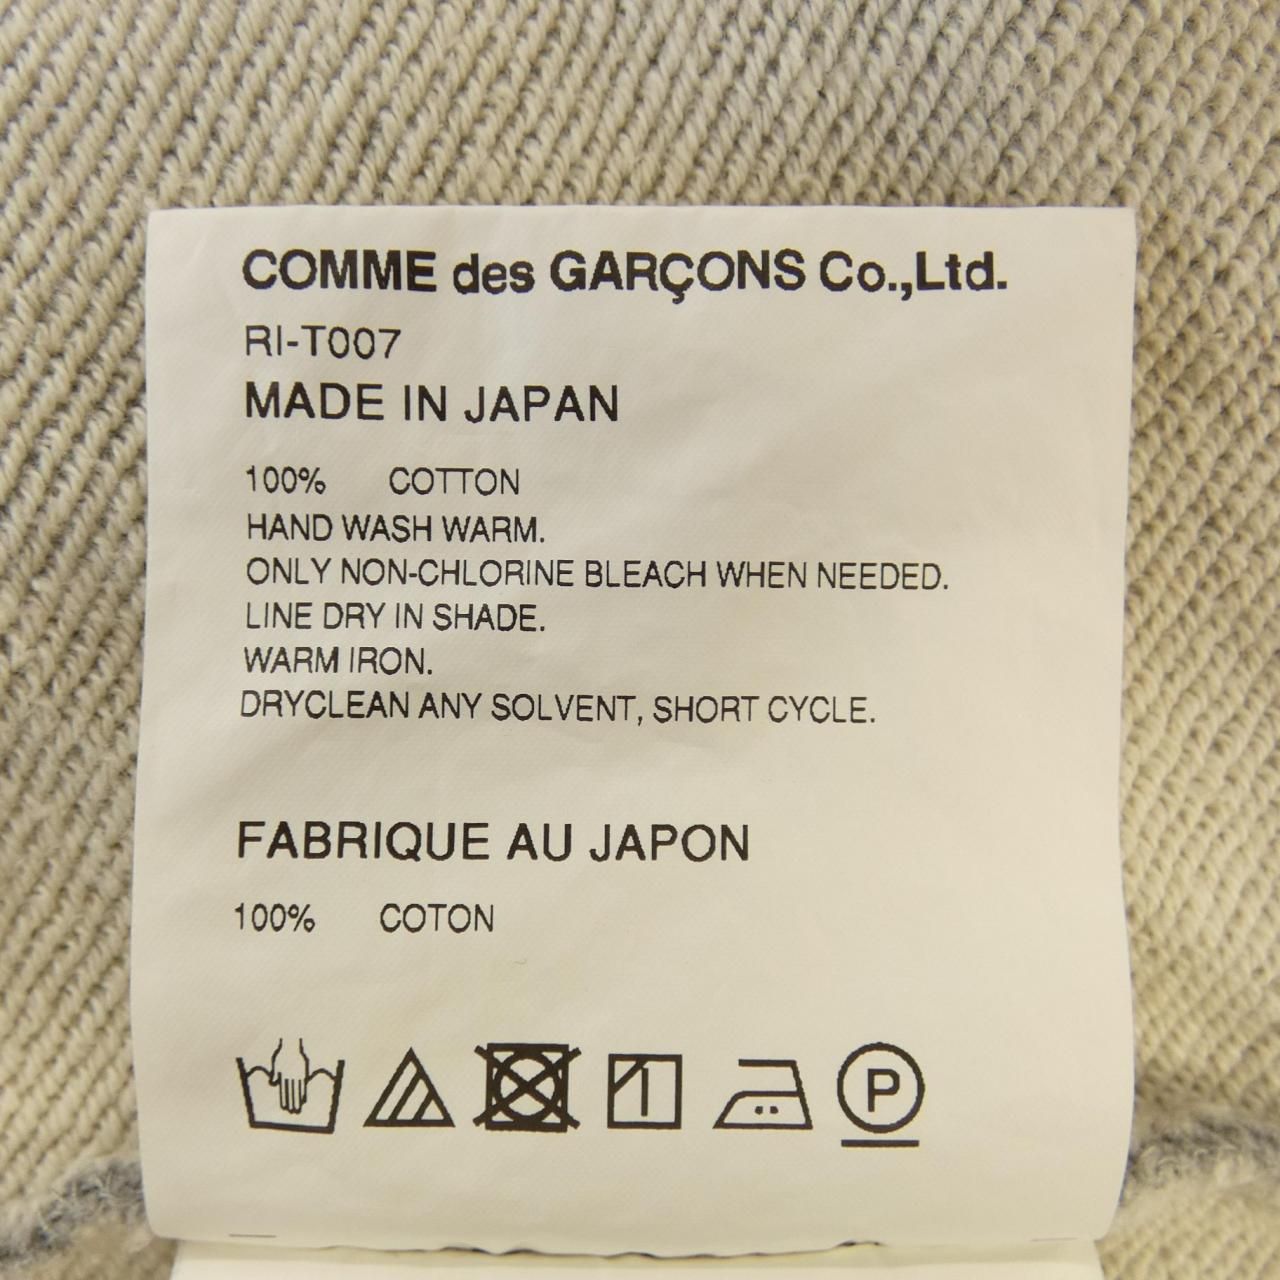 COMME des GARÇONS Co.,Ltd.
RI-T007
MADE IN JAPAN
100% COTTON
HAND WASH WARM.
ONLY NON-CHLORINE BLEACH WHEN NEEDED.
LINE DRY IN SHADE.
WARM IRON.
DRYCLEAN ANY SOLVENT, SHORT CYCLE.
FABRIQUE AU JAPON
100% COTON
P